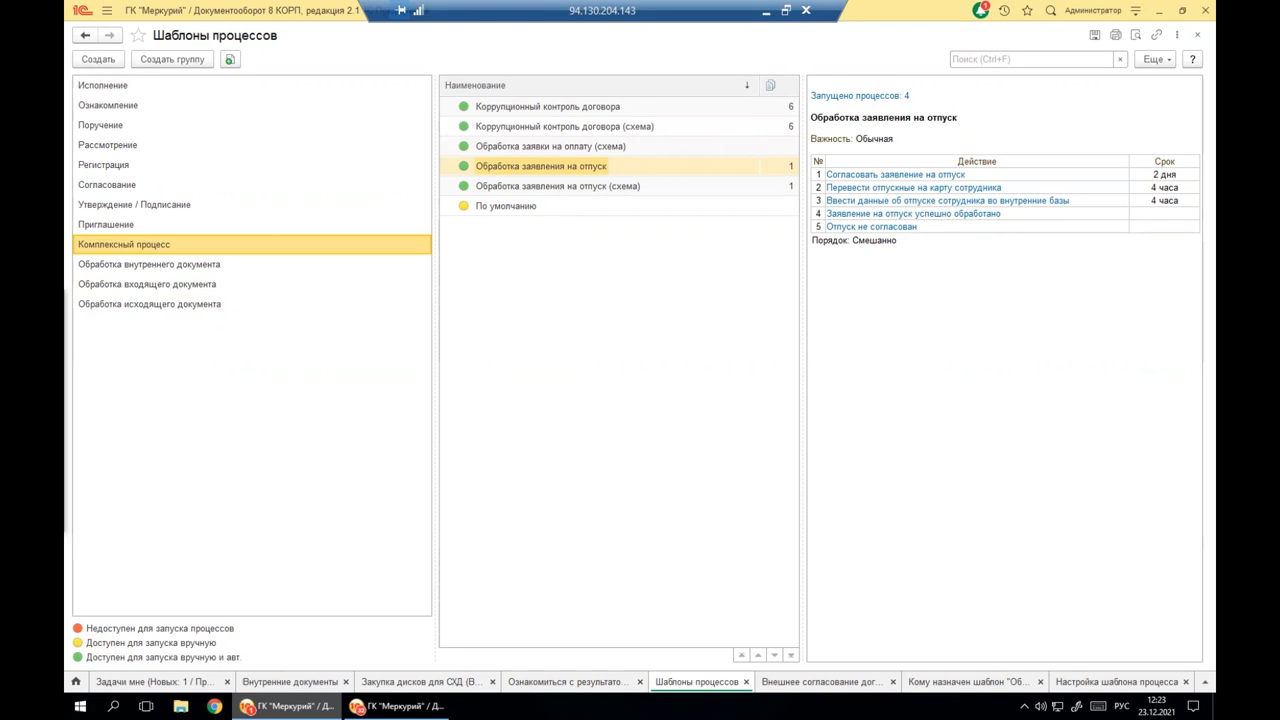 ГК "Меркурий" / Документооборот 8 КОРП, редакция 2.1
94.130.204.143
Администратор
Шаблоны процессов
Создать
Создать группу
Поиск (Ctrl+F)
×
Еще
?
Исполнение
Ознакомление
Поручение
Рассмотрение
Регистрация
Согласование
Утверждение / Подписание
Приглашение
Комплексный процесс
Обработка внутреннего документа
Обработка входящего документа
Обработка исходящего документа
Наименование ↓
Коррупционный контроль договора 6
Коррупционный контроль договора (схема) 6
Обработка заявки на оплату (схема)
Обработка заявления на отпуск 1
Обработка заявления на отпуск (схема) 1
По умолчанию
Запущено процессов: 4
Обработка заявления на отпуск
Важность: Обычная
№ Действие Срок
1 Согласовать заявление на отпуск 2 дня
2 Перевести отпускные на карту сотрудника 4 часа
3 Ввести данные об отпуске сотрудника во внутренние базы 4 часа
4 Заявление на отпуск успешно обработано
5 Отпуск не согласован
Порядок: Смешанно
Недоступен для запуска процессов
Доступен для запуска вручную
Доступен для запуска вручную и авт.
Задачи мне (Новых: 1 / Пр... ×
Внутренние документы ×
Закупка дисков для СХД (В... ×
Ознакомиться с результато... ×
Шаблоны процессов ×
Внешнее согласование дог... ×
Кому назначен шаблон "Об... ×
Настройка шаблона процесса ×
ГК "Меркурий" / Д...
ГК "Меркурий" / Д...
РУС
12:23
23.12.2021